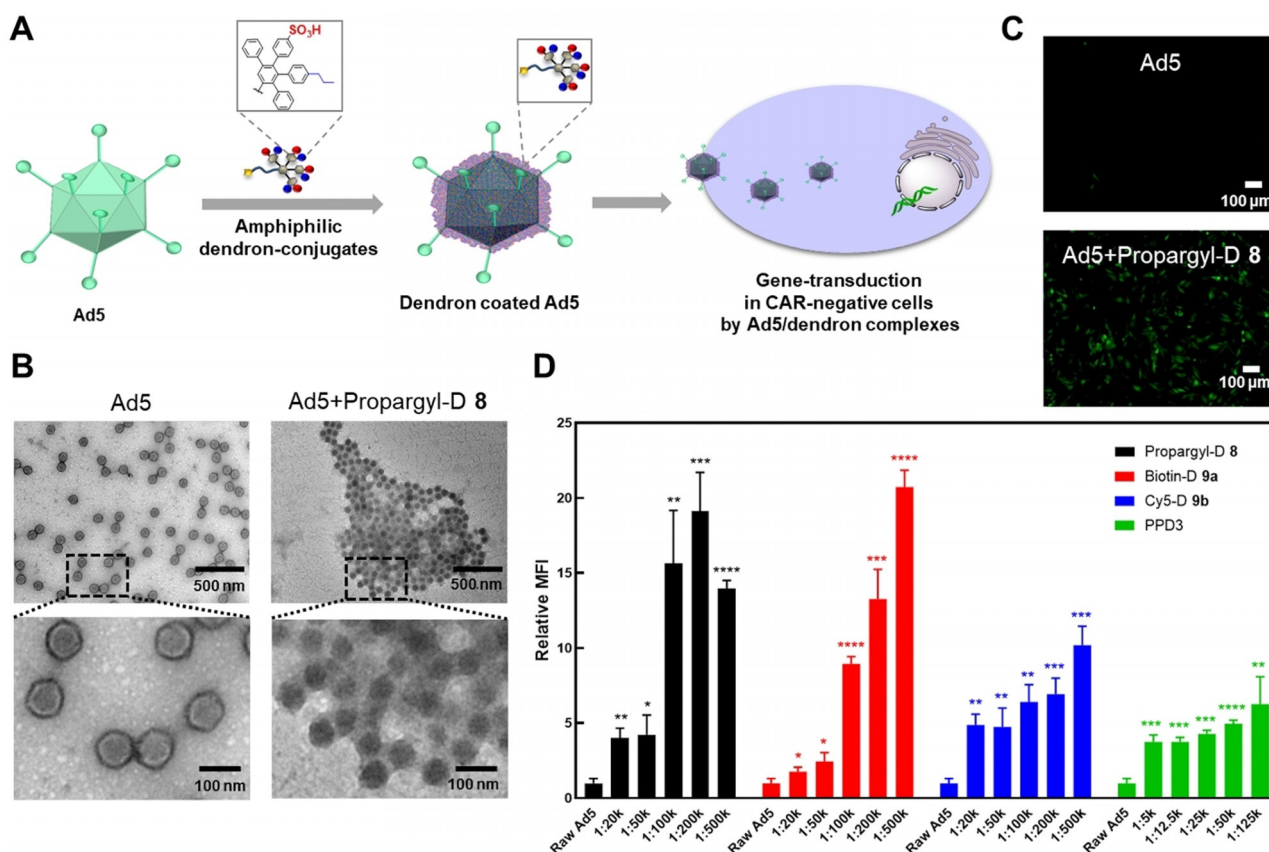 A
SO₃H
Ad5
Amphiphilic
dendron-conjugates
Dendron coated Ad5
Gene-transduction
in CAR-negative cells
by Ad5/dendron complexes
C
Ad5
100 µm
Ad5+Propargyl-D 8
100 µm
B
Ad5
Ad5+Propargyl-D 8
500 nm
500 nm
100 nm
100 nm
D
Relative MFI
25
20
15
10
5
0
Propargyl-D 8
Biotin-D 9a
Cy5-D 9b
PPD3
** * ** *** ****
* * **** *** ****
** ** ** *** ***
*** *** *** **** **
Raw Ad5 1:20k 1:50k 1:100k 1:200k 1:500k
Raw Ad5 1:20k 1:50k 1:100k 1:200k 1:500k
Raw Ad5 1:20k 1:50k 1:100k 1:200k 1:500k
Raw Ad5 1:5k 1:12.5k 1:25k 1:50k 1:125k